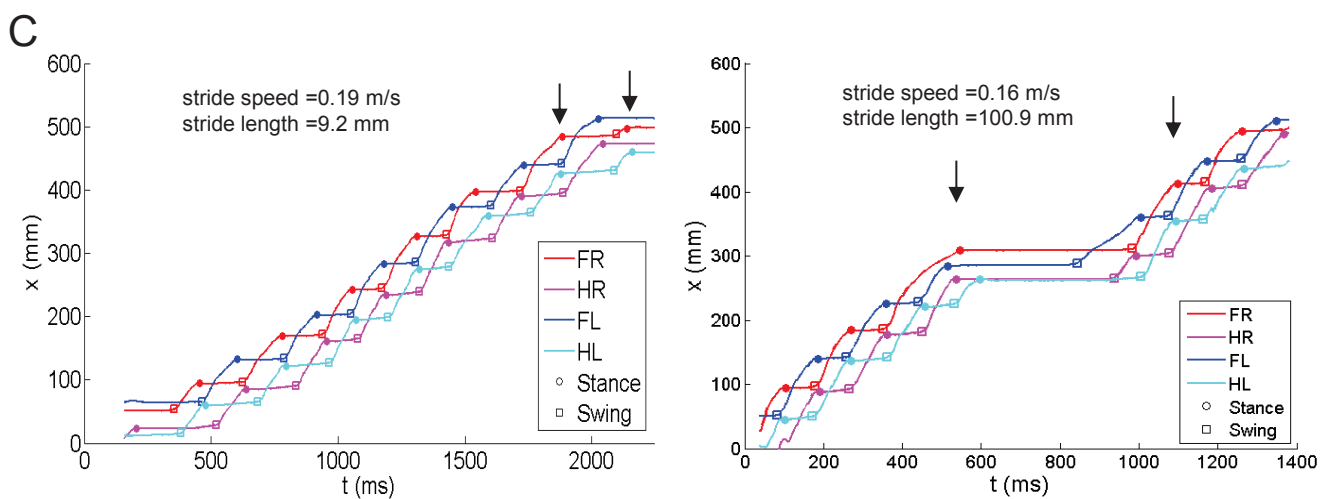 C
stride speed =0.19 m/s
stride length =9.2 mm
x (mm)
600
500
400
300
200
100
0
0
500
1000
1500
2000
t (ms)
FR
HR
FL
HL
Stance
Swing
stride speed =0.16 m/s
stride length =100.9 mm
x (mm)
600
500
400
300
200
100
0
0
200
400
600
800
1000
1200
1400
t (ms)
FR
HR
FL
HL
Stance
Swing